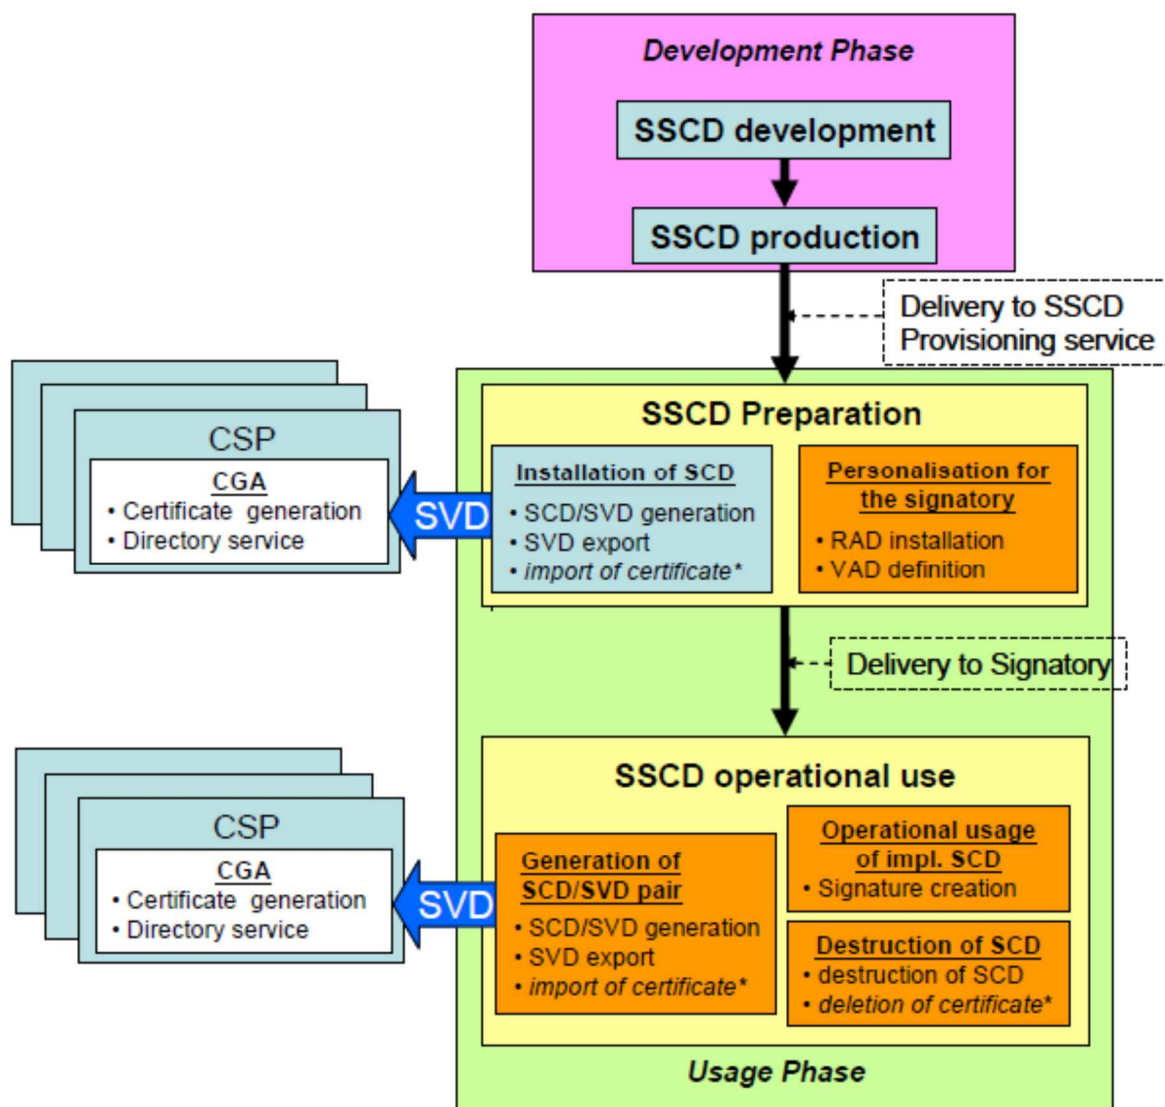 Development Phase
SSCD development
SSCD production
Delivery to SSCD
Provisioning service
SSCD Preparation
CSP
CGA
• Certificate generation
• Directory service
SVD
Installation of SCD
• SCD/SVD generation
• SVD export
• import of certificate*
Personalisation for
the signatory
• RAD installation
• VAD definition
Delivery to Signatory
SSCD operational use
CSP
CGA
• Certificate generation
• Directory service
SVD
Generation of
SCD/SVD pair
• SCD/SVD generation
• SVD export
• import of certificate*
Operational usage
of impl. SCD
• Signature creation
Destruction of SCD
• destruction of SCD
• deletion of certificate*
Usage Phase